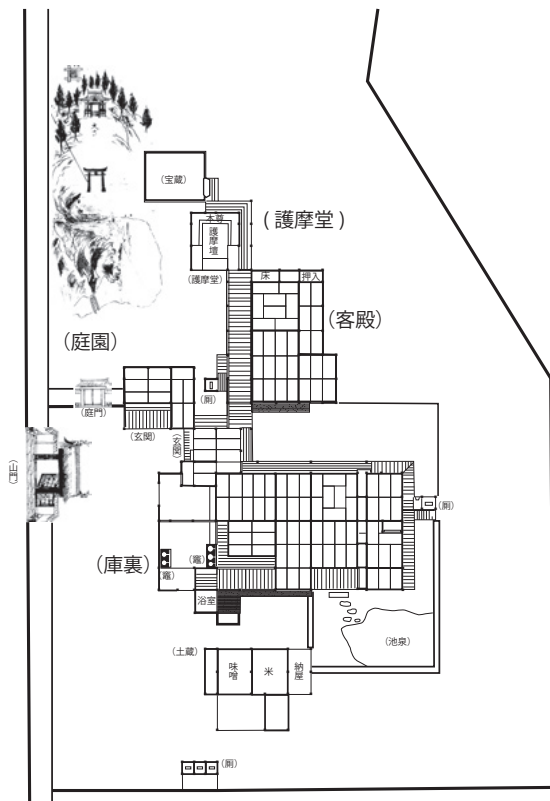 (宝蔵)
本尊
護摩壇
(護摩堂)
(護摩堂)
床
押入
(客殿)
(庭園)
(厠)
(庭門)
(玄関)
(玄関)
(山門)
(厠)
(庫裏)
(竈)
(竈)
浴室
(池泉)
(土蔵)
味噌
米
納屋
(厠)